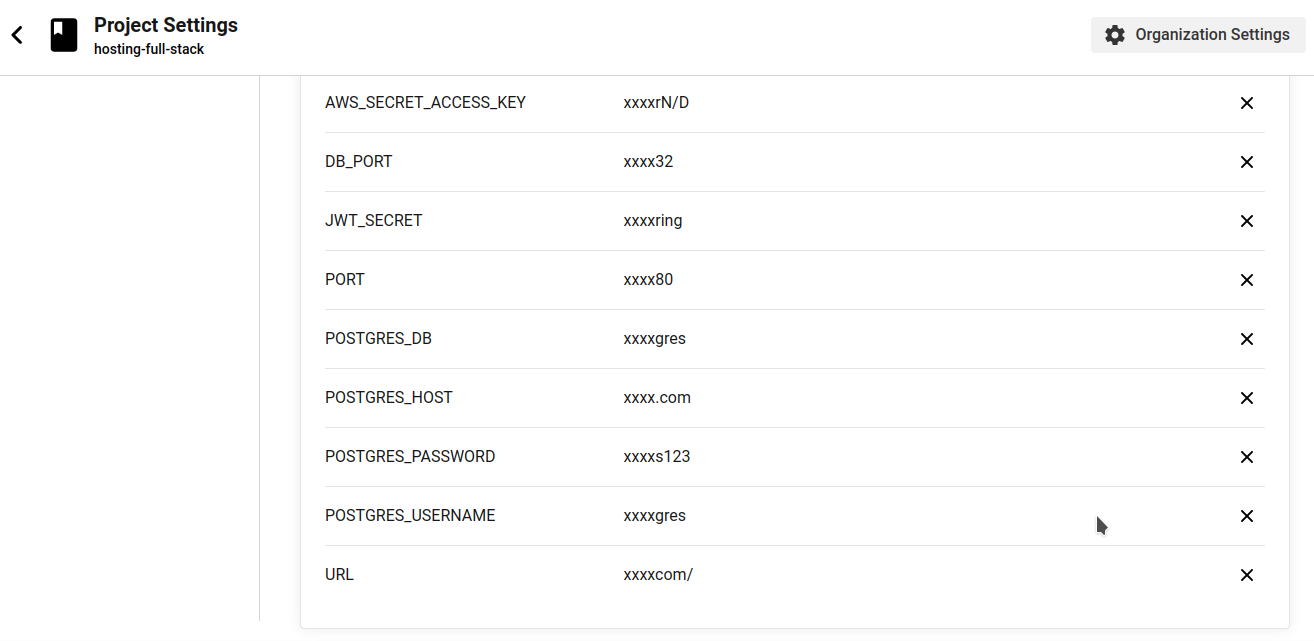 Project Settings
hosting-full-stack
Organization Settings
AWS_SECRET_ACCESS_KEY xxxxrN/D
DB_PORT xxxx32
JWT_SECRET xxxxring
PORT xxxx80
POSTGRES_DB xxxxgres
POSTGRES_HOST xxxx.com
POSTGRES_PASSWORD xxxxs123
POSTGRES_USERNAME xxxxgres
URL xxxxcom/